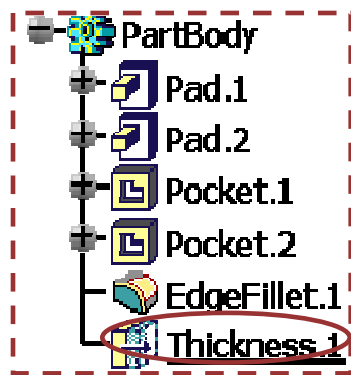 PartBody
Pad.1
Pad.2
Pocket.1
Pocket.2
EdgeFillet.1
Thickness.1